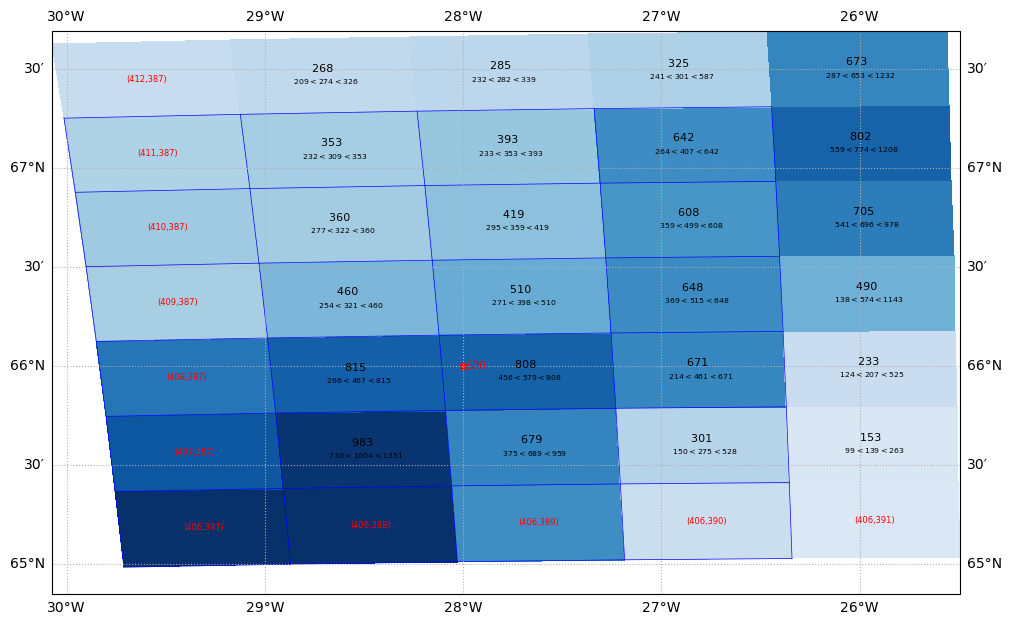 30°W 29°W 28°W 27°W 26°W
673
325
285
268
30′ 30′
287 < 653 < 1232
241 < 301 < 587
232 < 282 < 339
209 < 274 < 326
(412,387)
802
642
393
353
559 < 774 < 1208
264 < 407 < 642
233 < 353 < 393
232 < 309 < 353
(411,387)
67°N 67°N
705
608
419
360
541 < 696 < 978
359 < 499 < 608
295 < 359 < 419
277 < 322 < 360
(410,387)
30′ 30′
490
648
510
460
138 < 574 < 1143
369 < 515 < 648
271 < 398 < 510
254 < 321 < 460
(409,387)
233
671
808
815
66°N 66°N
124 < 207 < 525
214 < 461 < 671
456 < 579 < 808
266 < 467 < 815
(408,387)
153
301
679
983
99 < 139 < 263
150 < 275 < 528
375 < 689 < 959
730 < 1004 < 1351
(407,387)
30′ 30′
(406,387) (406,388) (406,389) (406,390) (406,391)
65°N 65°N
30°W 29°W 28°W 27°W 26°W